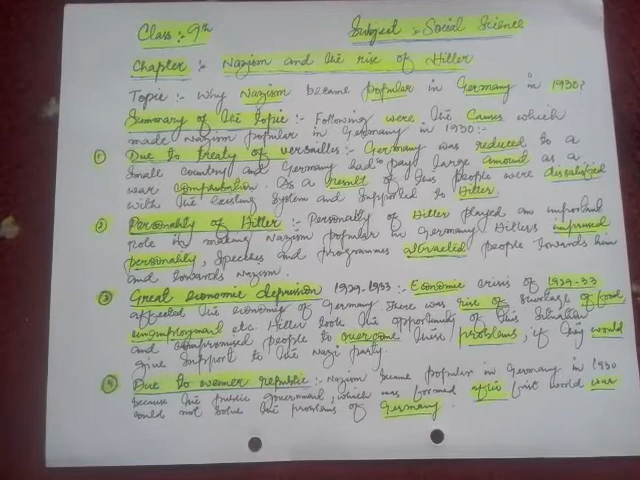 Class :- 9th Subject :- Social Science
Chapter :- Nazism and the rise of Hitler
Topic :- Why Nazism became popular in Germany in 1930?
Summary of the topic :- Following were the causes which
made Nazism popular in Germany in 1930:-
① Due to treaty of versailles :- Germany was reduced to a
small country and Germany had to pay large amound as a
war compensation. As a result of this people were dissatisfied
with the existing system and supported to Hitler.
② Personality of Hitler :- Personality of Hitler played an important
role in making Nazism popular in Germany Hitlers
personality, speeches and programmes people towards him
and towards Nazism.
③ Great economic depression 1929-1933 :- Economic crisis of 1929-33
affected the economy of Germany. There was rise of shortage of food
unemployment etc. Hitler took the opportunity of this situation
and people to overcome these problems, if they would
give support to the Nazi party.
④ Due to weimer republic :- Nazism became popular in Germany in 1930
because the public government, which was formed after first world war
could not solve the problems of Germany.